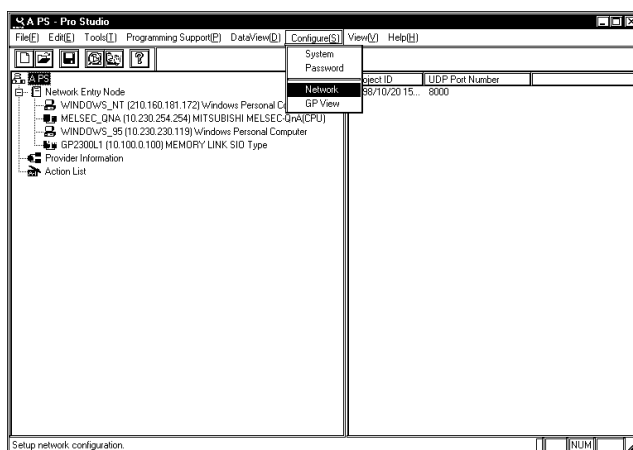 A PS - Pro Studio
File[F] Edit[E] Tools[T] Programming Support[P] DataView[D] Configure[S] View[V] Help[H]
System
Password
Network
GP View
A PS
Network Entry Node
WINDOWS_NT (210.160.181.172) Windows Personal
MELSEC_QNA (10.230.254.254) MITSUBISHI MELSEC-QnA(CPU)
WINDOWS_95 (10.230.230.119) Windows Personal Computer
GP2300L1 (10.100.0.100) MEMORY LINK SIO Type
Provider Information
Action List
oject ID UDP Port Number
98/10/20 15... 8000
Setup network configuration.
NUM